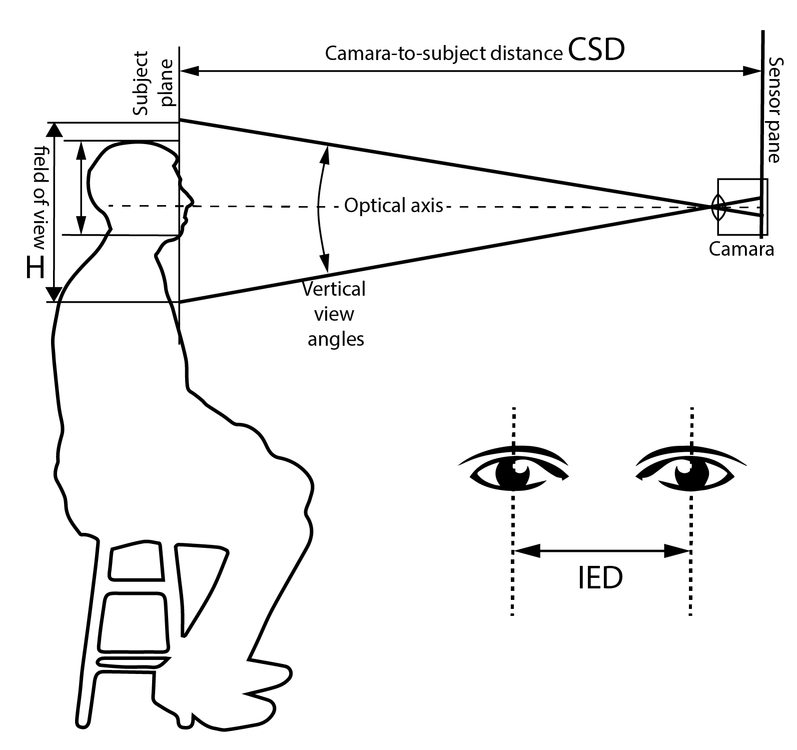 Camara-to-subject distance CSD
Subject
plane
Sensor pane
field of view
H
Optical axis
Camara
Vertical
view
angles
IED